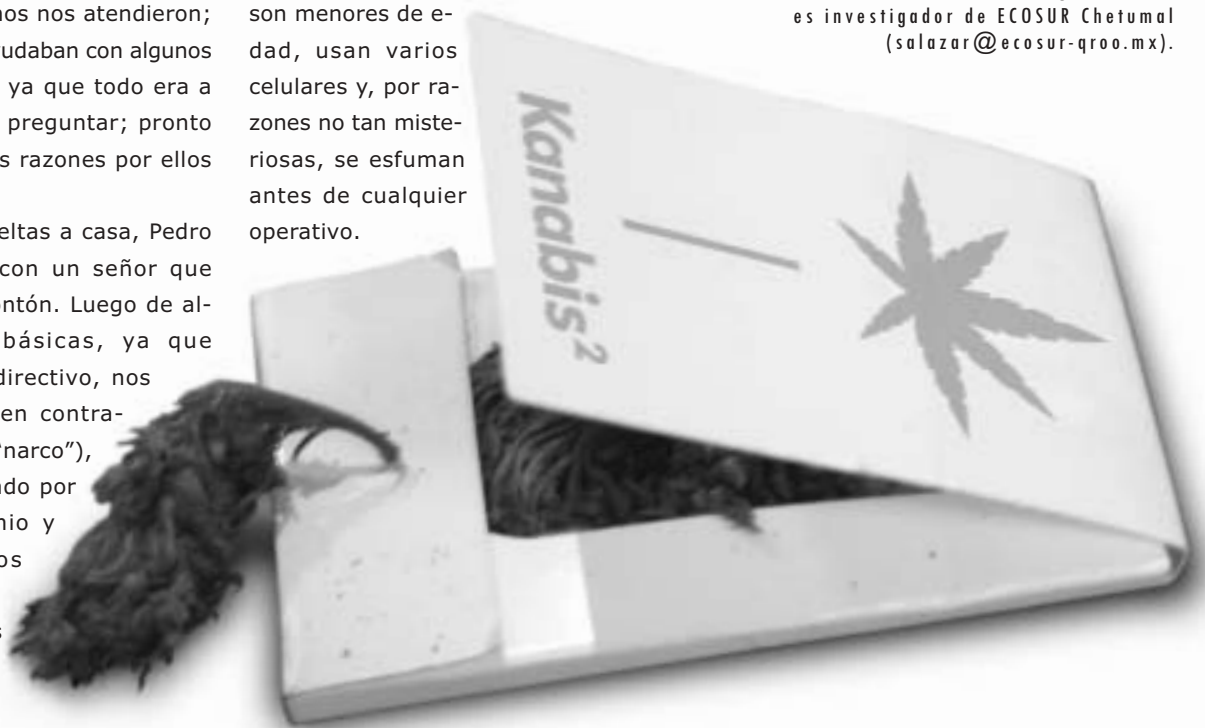 nos nos atendieron;
udaban con algunos
ya que todo era a
preguntar; pronto
s razones por ellos
eltas a casa, Pedro
con un señor que
ontón. Luego de al-
básicas, ya que
directivo, nos
en contra-
“narco”),
ado por
nio y
os
s
son menores de e-
dad, usan varios
celulares y, por ra-
zones no tan miste-
riosas, se esfuman
antes de cualquier
operativo.
es investigador de ECOSUR Chetumal
(salazar@ecosur-qroo.mx).
Kanabis²